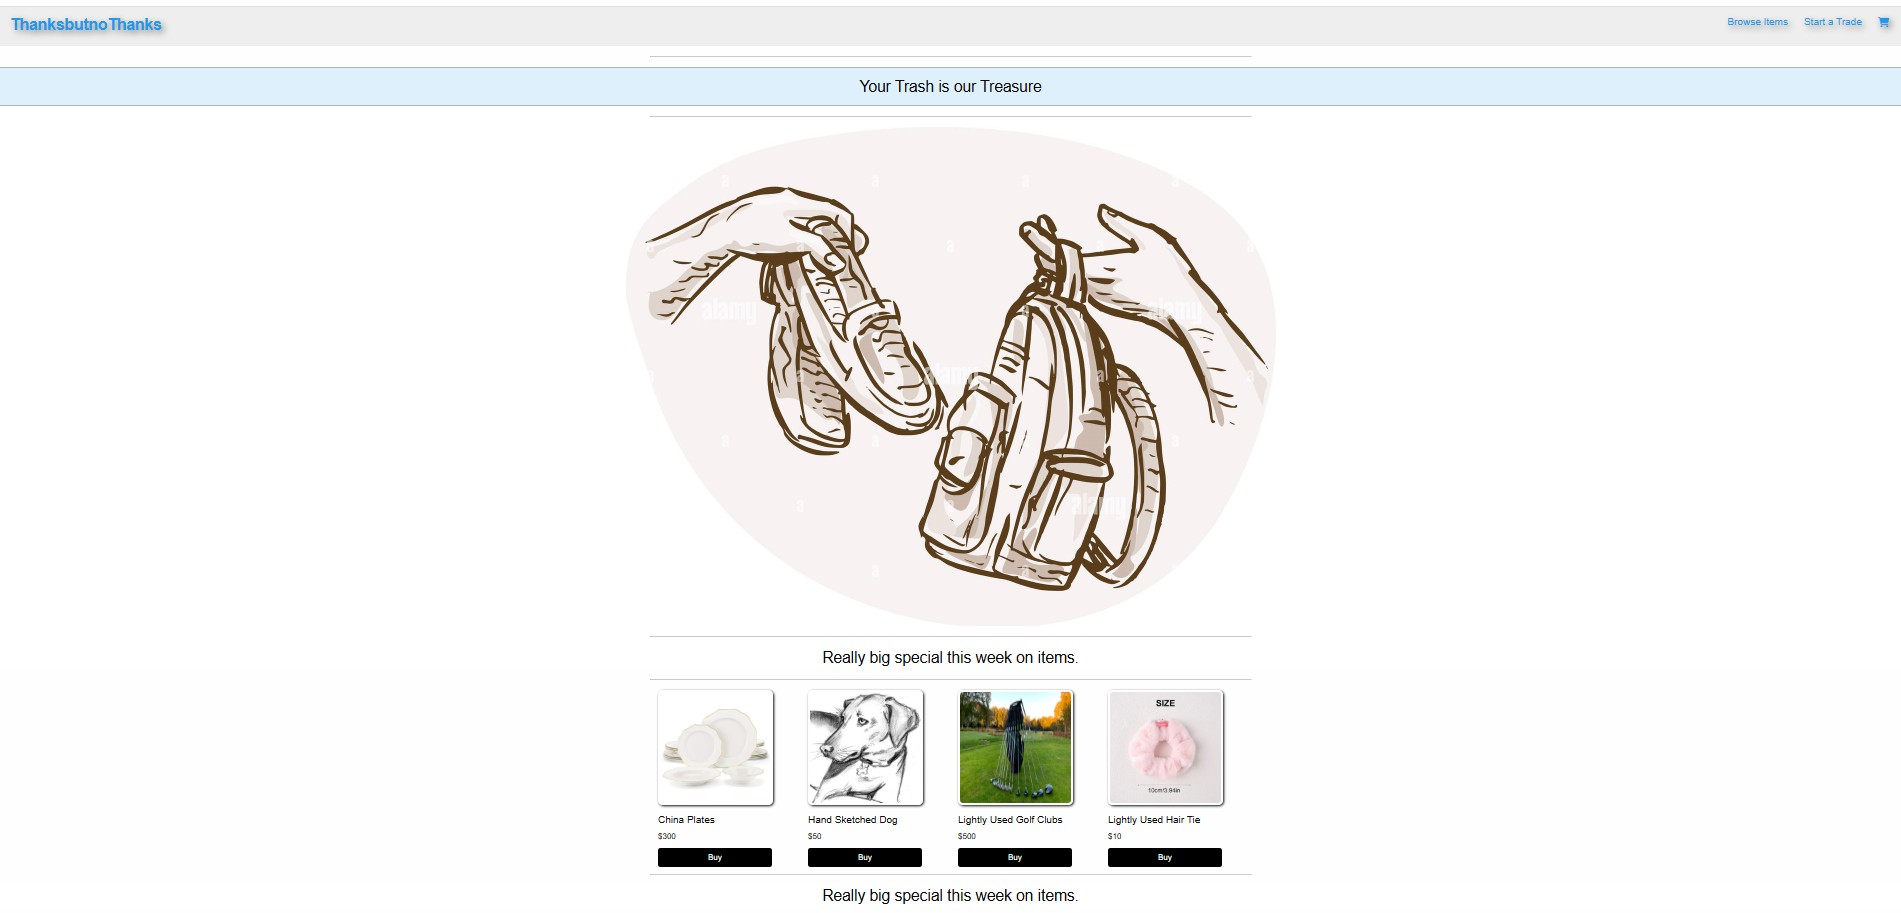 ThanksbutnoThanks
Browse Items Start a Trade
Your Trash is our Treasure
a a a a
a a a a
alamy alamy
a a
a alamy a a a
a a a a
a a alamy
a a
Really big special this week on items.
SIZE
10cm/3.94in
China Plates Hand Sketched Dog Lightly Used Golf Clubs Lightly Used Hair Tie
$300 $50 $500 $10
Buy Buy Buy Buy
Really big special this week on items.